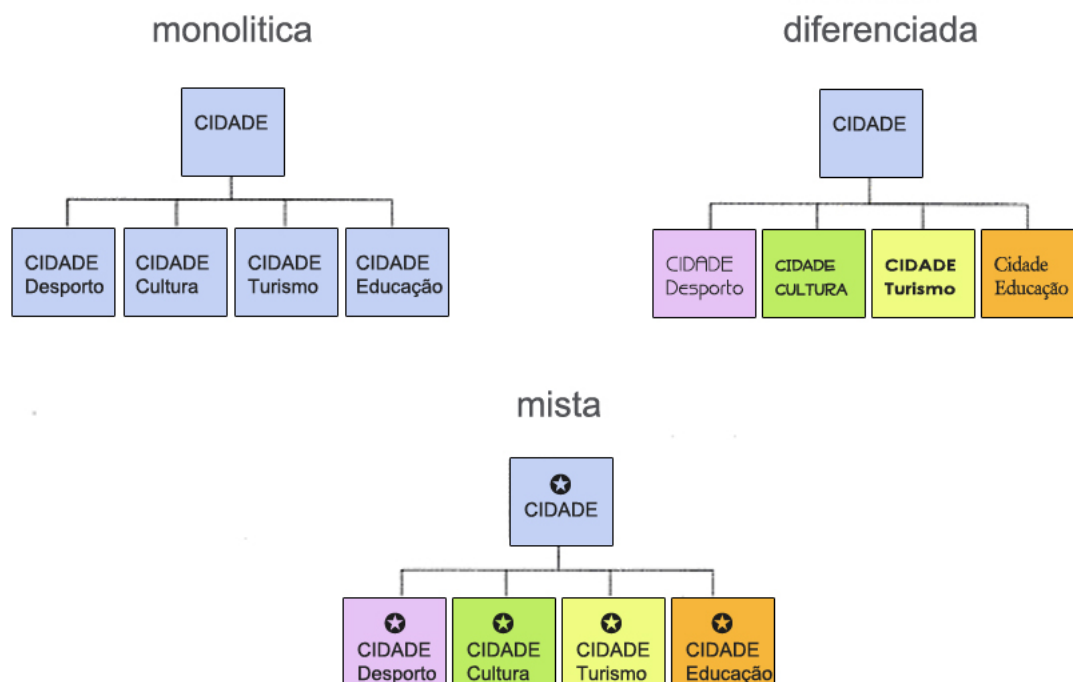 monolitica
CIDADE
CIDADE
Desporto
CIDADE
Cultura
CIDADE
Turismo
CIDADE
Educação
diferenciada
CIDADE
CIDADE
Desporto
CIDADE
CULTURA
CIDADE
Turismo
Cidade
Educação
mista
CIDADE
CIDADE
Desporto
CIDADE
Cultura
CIDADE
Turismo
CIDADE
Educação